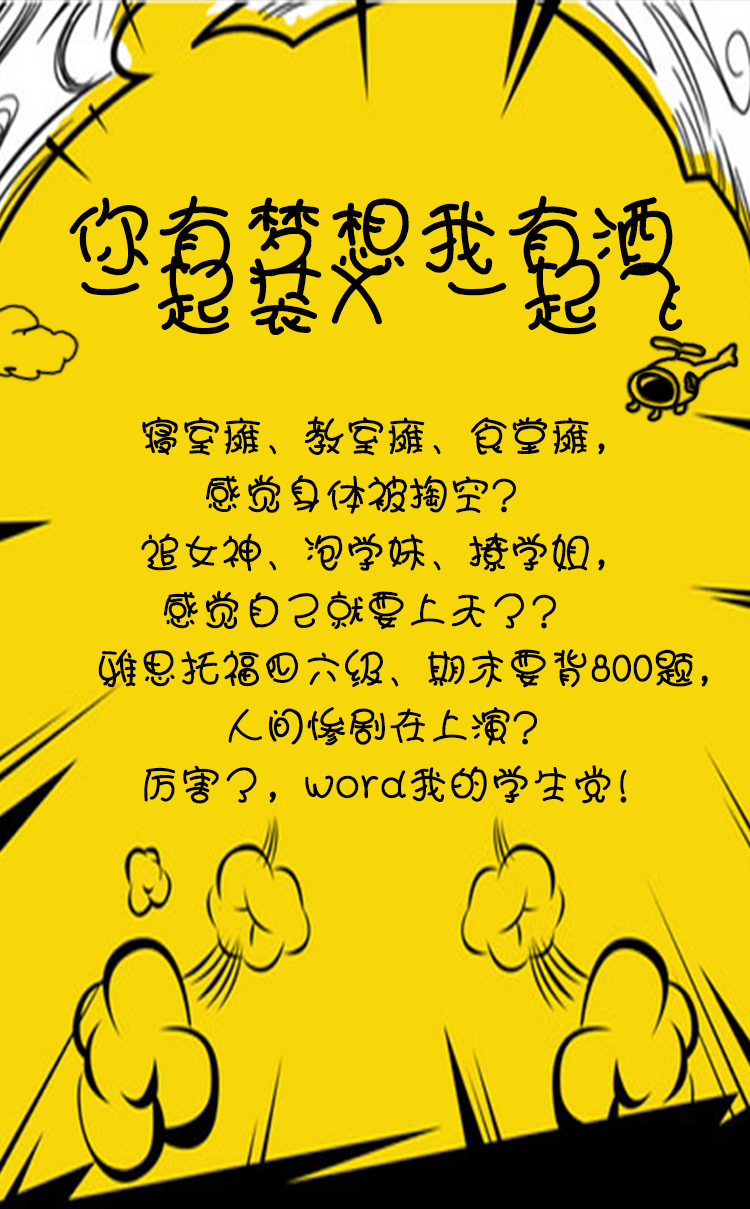 你有梦想我有酒
一起装乂 一起飞
寝室瘫、教室瘫、食堂瘫，
感觉身体被掏空?
追女神、泡学妹、撩学姐，
感觉自己就要上天了?
雅思托福四六级、期末要背800题，
人间惨剧在上演?
厉害了，word我的学生党!